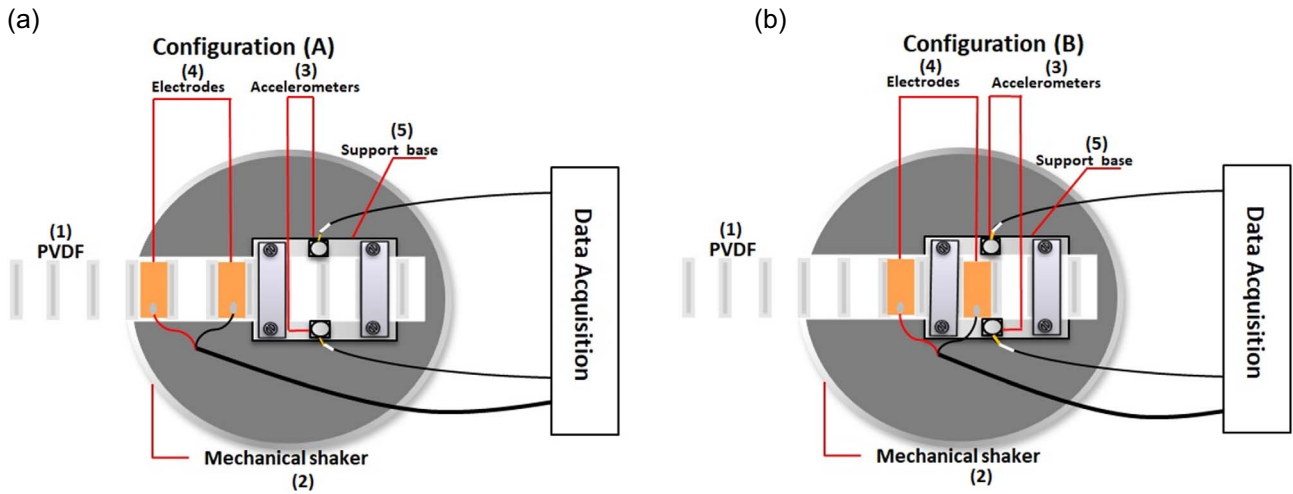 (a)
Configuration (A)
(4)
Electrodes
(3)
Accelerometers
(5)
Support base
(1)
PVDF
Data Acquisition
Mechanical shaker
(2)
(b)
Configuration (B)
(4)
Electrodes
(3)
Accelerometers
(5)
Support base
(1)
PVDF
Data Acquisition
Mechanical shaker
(2)